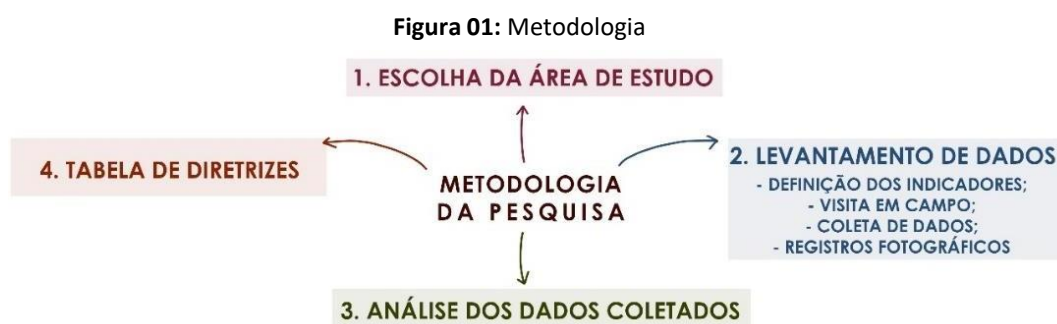 Figura 01: Metodologia
1. ESCOLHA DA ÁREA DE ESTUDO
4. TABELA DE DIRETRIZES
METODOLOGIA
DA PESQUISA
2. LEVANTAMENTO DE DADOS
- DEFINIÇÃO DOS INDICADORES;
- VISITA EM CAMPO;
- COLETA DE DADOS;
- REGISTROS FOTOGRÁFICOS
3. ANÁLISE DOS DADOS COLETADOS